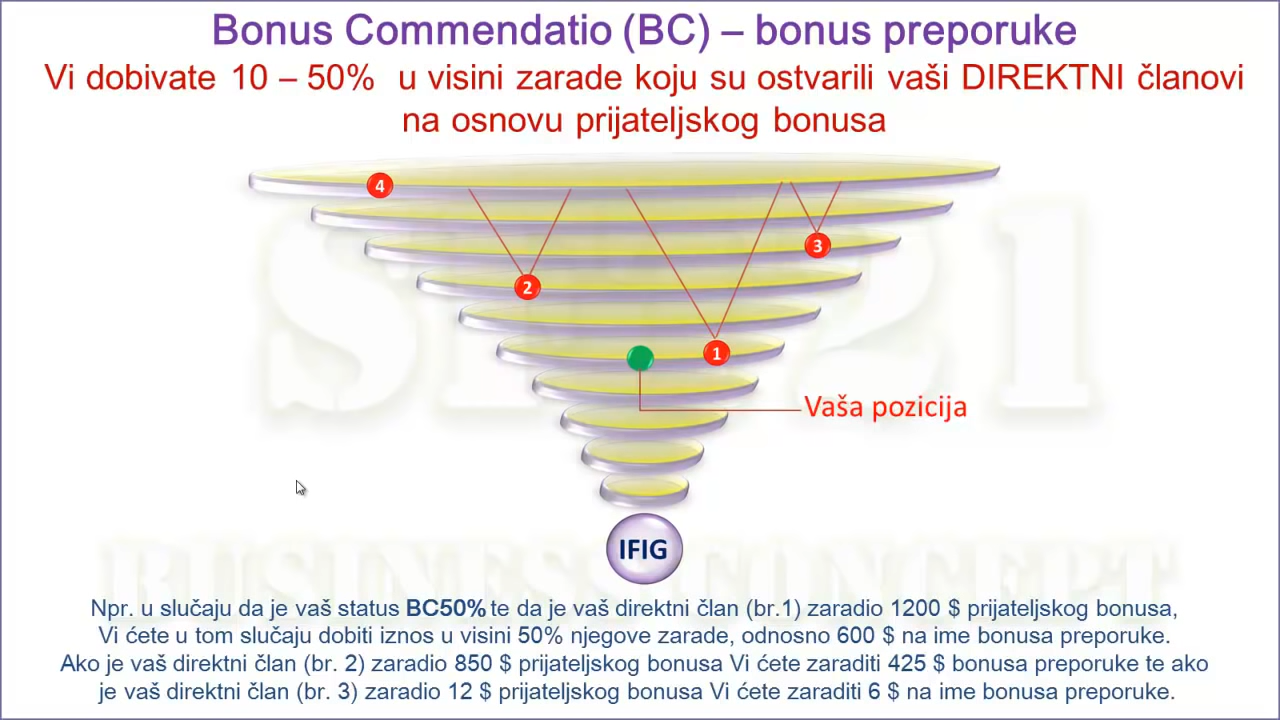 Bonus Commendatio (BC) – bonus preporuke
Vi dobivate 10 – 50% u visini zarade koju su ostvarili vaši DIREKTNI članovi
na osnovu prijateljskog bonusa
4
3
2
1
Vaša pozicija
IFIG
BUSINESS CONCEPT
Npr. u slučaju da je vaš status BC50% te da je vaš direktni član (br.1) zaradio 1200 $ prijateljskog bonusa,
Vi ćete u tom slučaju dobiti iznos u visini 50% njegove zarade, odnosno 600 $ na ime bonusa preporuke.
Ako je vaš direktni član (br. 2) zaradio 850 $ prijateljskog bonusa Vi ćete zaraditi 425 $ bonusa preporuke te ako
je vaš direktni član (br. 3) zaradio 12 $ prijateljskog bonusa Vi ćete zaraditi 6 $ na ime bonusa preporuke.